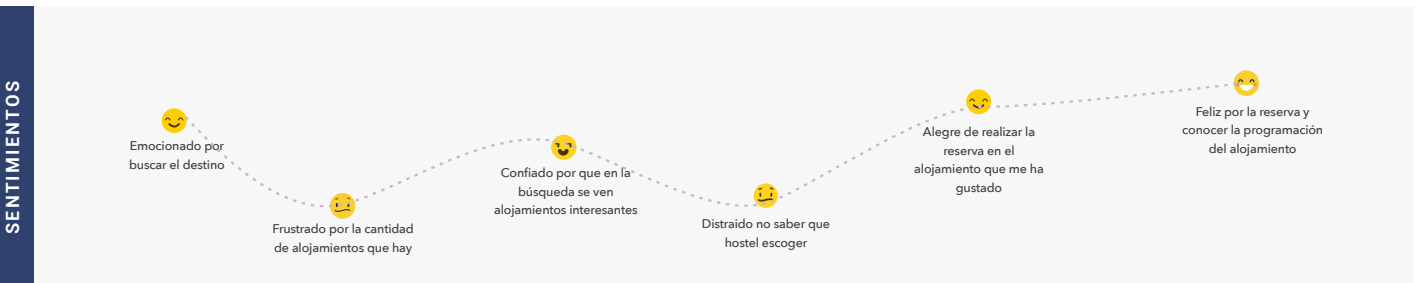 SENTIMIENTOS
Emocionado por
buscar el destino
Frustrado por la cantidad
de alojamientos que hay
Confiado por que en la
búsqueda se ven
alojamientos interesantes
Distraido no saber que
hostel escoger
Alegre de realizar la
reserva en el
alojamiento que me ha
gustado
Feliz por la reserva y
conocer la programación
del alojamiento